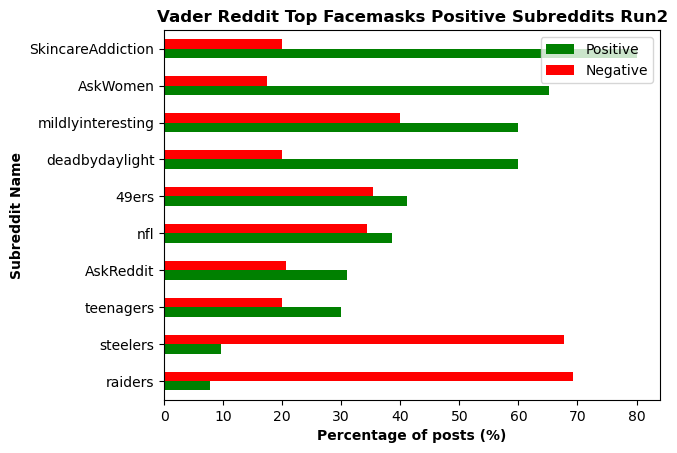 Vader Reddit Top Facemasks Positive Subreddits Run2
SkincareAddiction
AskWomen
mildlyinteresting
deadbydaylight
49ers
nfl
AskReddit
teenagers
steelers
raiders
Subreddit Name
Positive
Negative
0 10 20 30 40 50 60 70 80
Percentage of posts (%)